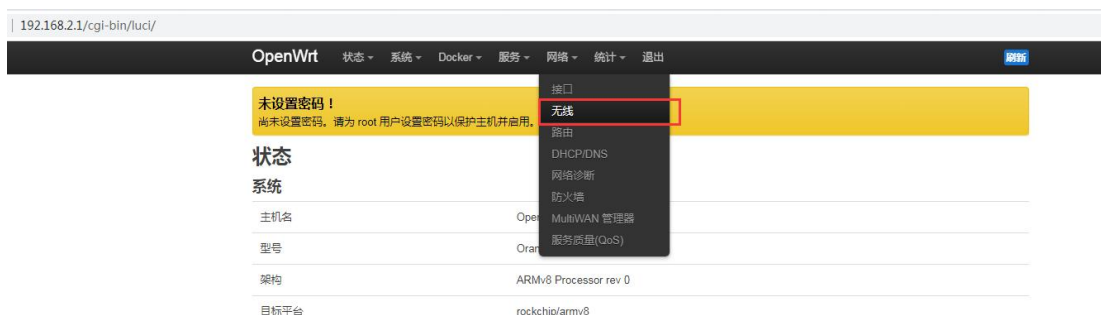 192.168.2.1/cgi-bin/luci/
OpenWrt 状态 系统 Docker 服务 网络 统计 退出 刷新
接口
无线
路由
DHCP/DNS
网络诊断
防火墙
MultiWAN 管理器
服务质量(QoS)
未设置密码！
尚未设置密码。请为 root 用户设置密码以保护主机并启用。
状态
系统
主机名 Open
型号 Oran
架构 ARMv8 Processor rev 0
目标平台 rockchip/armv8